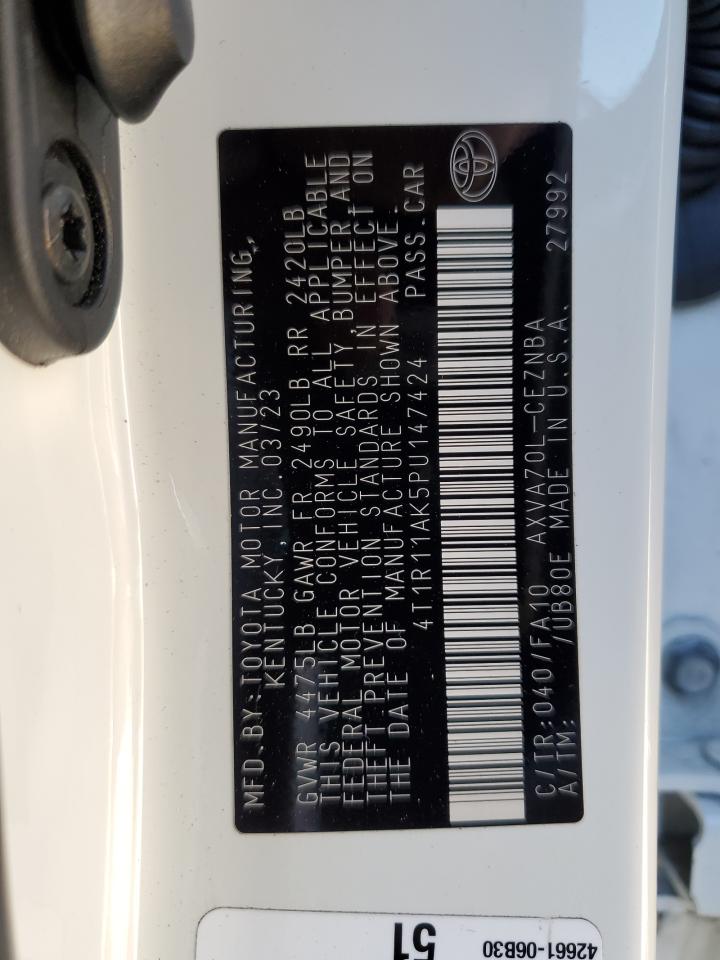 MFD.BY:TOYOTA MOTOR MANUFACTURING,
KENTUCKY, INC.03/23
GVWR 4475LB GAWR FR 2490LB RR 2420LB
THIS VEHICLE CONFORMS TO ALL APPLICABLE
FEDERAL MOTOR VEHICLE SAFETY,BUMPER AND
THEFT PREVENTION STANDARDS IN EFFECT ON
THE DATE OF MANUFACTURE SHOWN ABOVE.
4T1R11AK5PU147424 PASS.CAR
C/TR:040/FA10 AXVA70L-CEZNBA
A/TM: /UB80E MADE IN U.S.A. 27992
51
42661-06B30